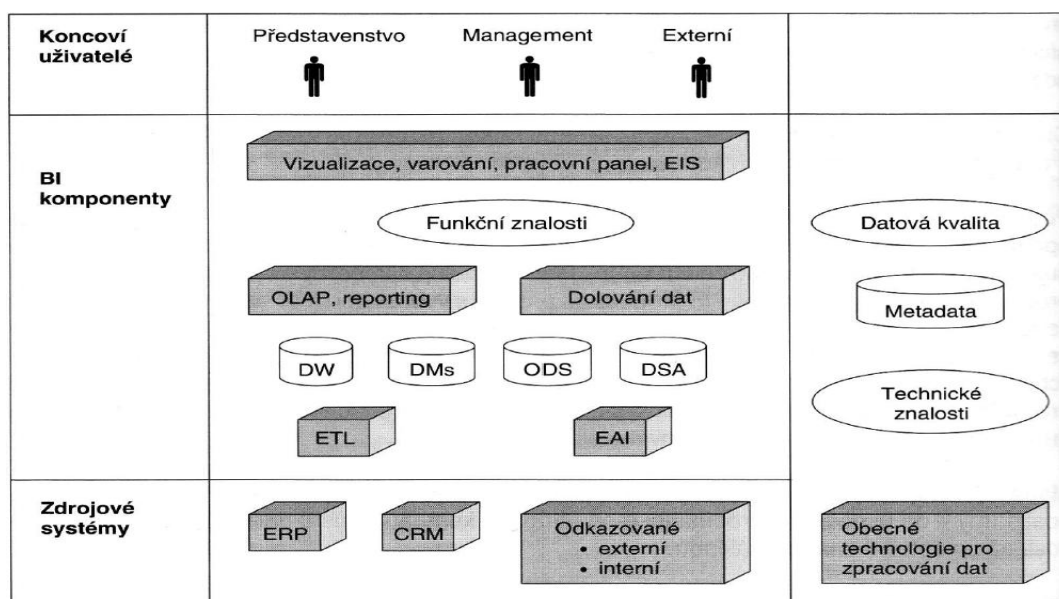 Koncoví
uživatelé
Představenstvo
Management
Externí
BI
komponenty
Vizualizace, varování, pracovní panel, EIS
Funkční znalosti
OLAP, reporting
Dolování dat
DW
DMs
ODS
DSA
ETL
EAI
Datová kvalita
Metadata
Technické
znalosti
Zdrojové
systémy
ERP
CRM
Odkazované
• externí
• interní
Obecné
technologie pro
zpracování dat